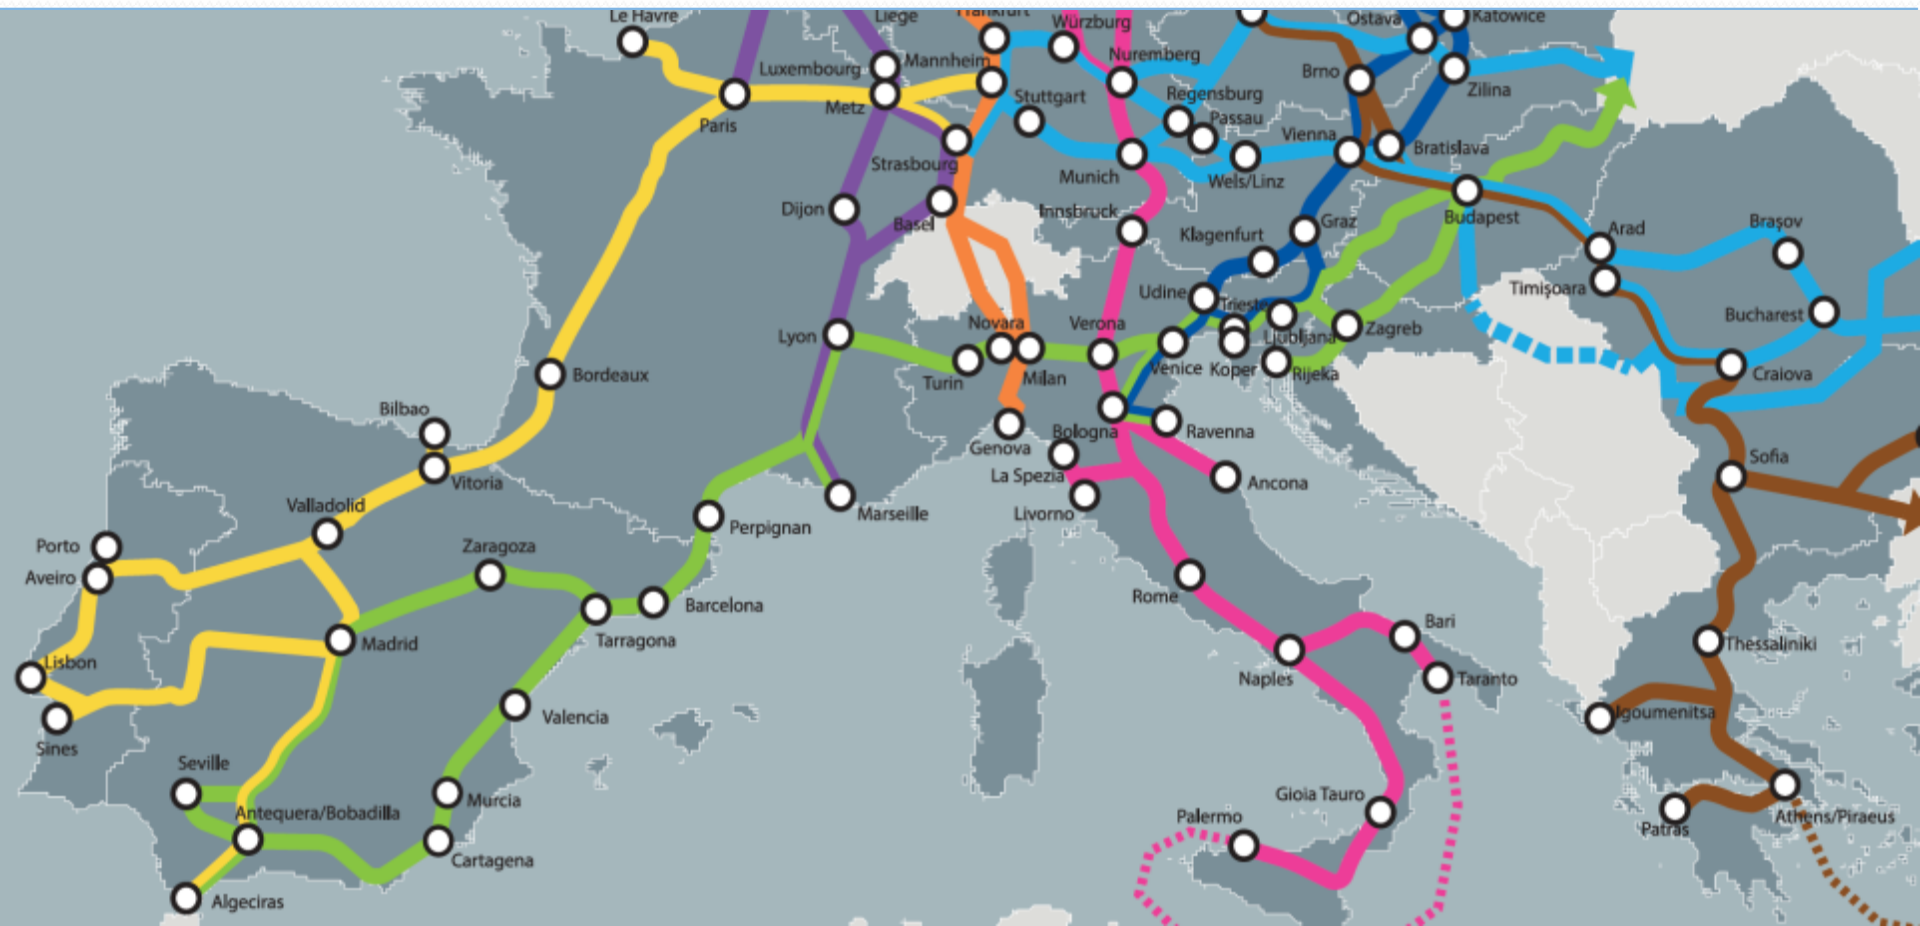 Le Havre
Liege
Frankfurt
Würzburg
Ostava
Katowice
Luxembourg
Mannheim
Nuremberg
Brno
Zilina
Metz
Stuttgart
Regensburg
Paris
Passau
Vienna
Bratislava
Strasbourg
Munich
Wels/Linz
Dijon
Basel
Innsbruck
Budapest
Klagenfurt
Graz
Arad
Braşov
Udine
Trieste
Timişoara
Novara
Verona
Bucharest
Lyon
Ljubljana
Zagreb
Turin
Milan
Venice
Koper
Rijeka
Craiova
Bordeaux
Bilbao
Genova
Bologna
Ravenna
Sofia
Vitoria
La Spezia
Ancona
Valladolid
Livorno
Marseille
Perpignan
Porto
Zaragoza
Aveiro
Rome
Barcelona
Tarragona
Bari
Madrid
Thessaliniki
Lisbon
Naples
Taranto
Valencia
Igoumenitsa
Sines
Seville
Gioia Tauro
Murcia
Antequera/Bobadilla
Palermo
Athens/Piraeus
Patras
Cartagena
Algeciras